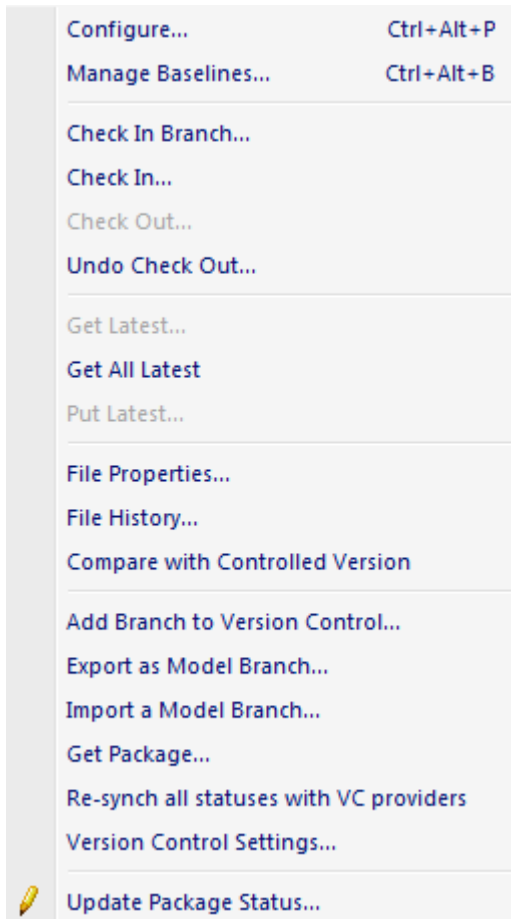 Configure... Ctrl+Alt+P
Manage Baselines... Ctrl+Alt+B
Check In Branch...
Check In...
Check Out...
Undo Check Out...
Get Latest...
Get All Latest
Put Latest...
File Properties...
File History...
Compare with Controlled Version
Add Branch to Version Control...
Export as Model Branch...
Import a Model Branch...
Get Package...
Re-synch all statuses with VC providers
Version Control Settings...
Update Package Status...